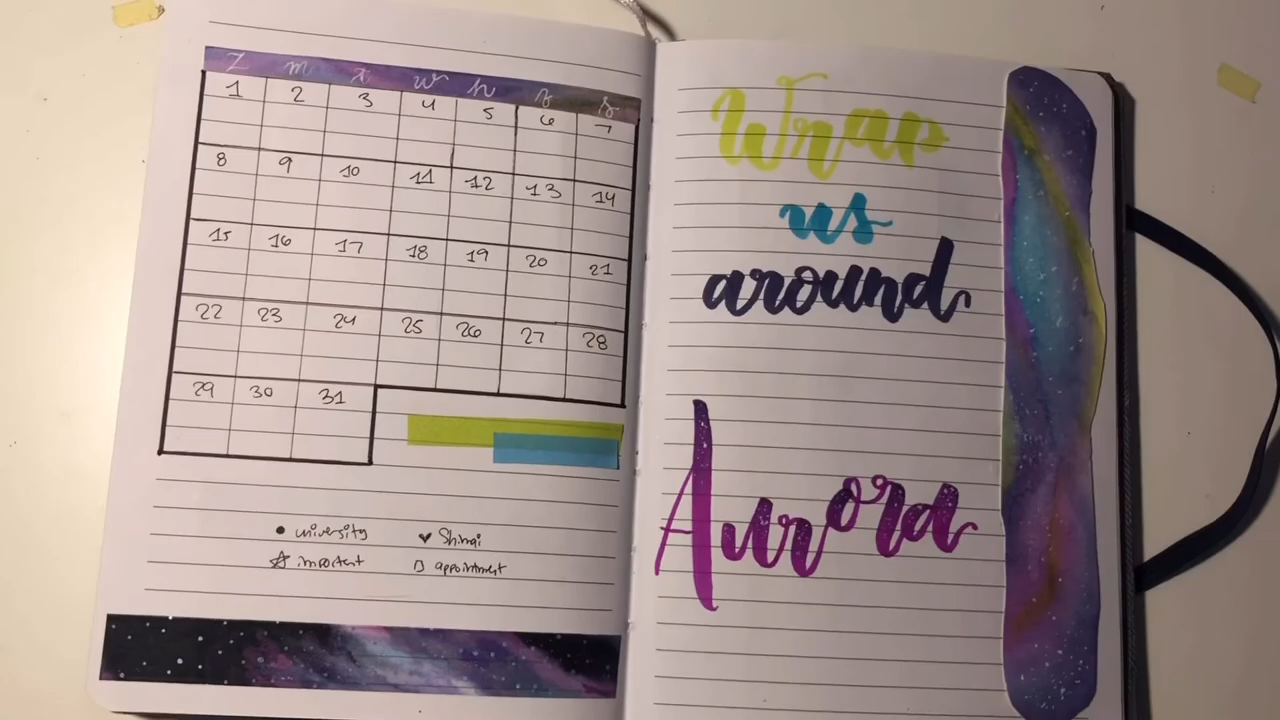 z m t w h f s
1 2 3 4 5 6 7
8 9 10 11 12 13 14
15 16 17 18 19 20 21
22 23 24 25 26 27 28
29 30 31
university
important
appointment
Wrap
us
around
Aurora